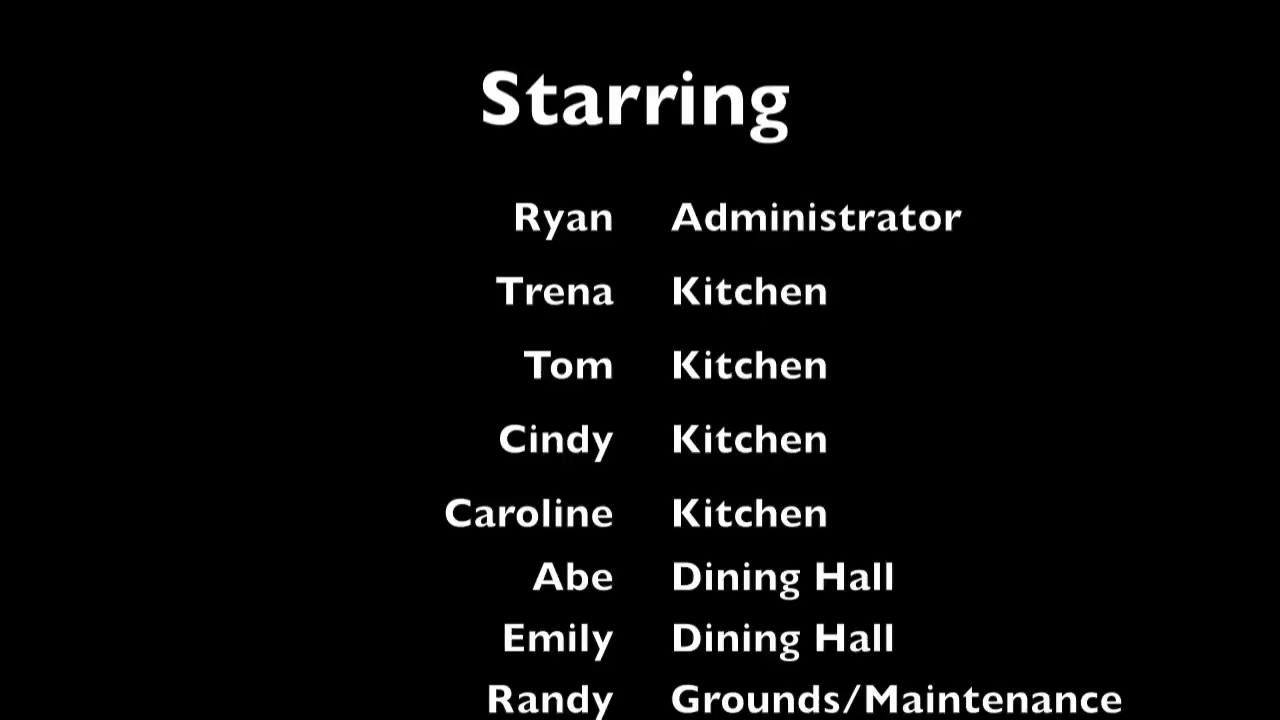 Starring
Ryan Administrator
Trena Kitchen
Tom Kitchen
Cindy Kitchen
Caroline Kitchen
Abe Dining Hall
Emily Dining Hall
Randy Grounds/Maintenance